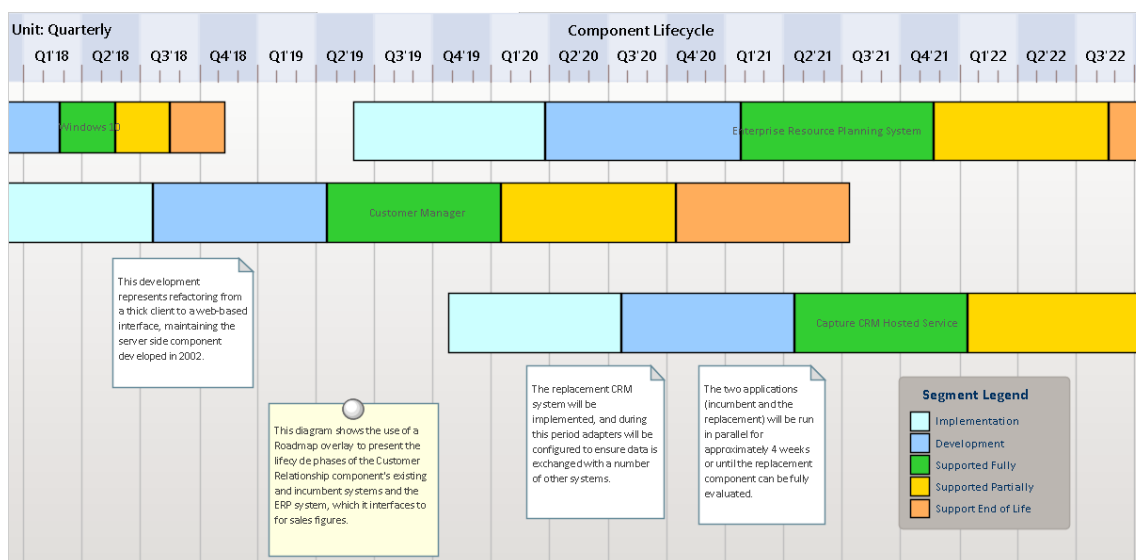 Unit: Quarterly
Component Lifecycle
Q1'18 Q2'18 Q3'18 Q4'18 Q1'19 Q2'19 Q3'19 Q4'19 Q1'20 Q2'20 Q3'20 Q4'20 Q1'21 Q2'21 Q3'21 Q4'21 Q1'22 Q2'22 Q3'22
Windows 10
Enterprise Resource Planning System
Customer Manager
Capture CRM Hosted Service
This development
represents refactoring from
a thick client to a web-based
interface, maintaining the
server side component
developed in 2002.
This diagram shows the use of a
Roadmap overlay to present the
lifecycle phases of the Customer
Relationship component's existing
and incumbent systems and the
ERP system, which it interfaces to
for sales figures.
The replacement CRM
system will be
implemented, and during
this period adapters will be
configured to ensure data is
exchanged with a number
of other systems.
The two applications
(incumbent and the
replacement) will be run
in parallel for
approximately 4 weeks
or until the replacement
component can be fully
evaluated.
Segment Legend
Implementation
Development
Supported Fully
Supported Partially
Support End of Life